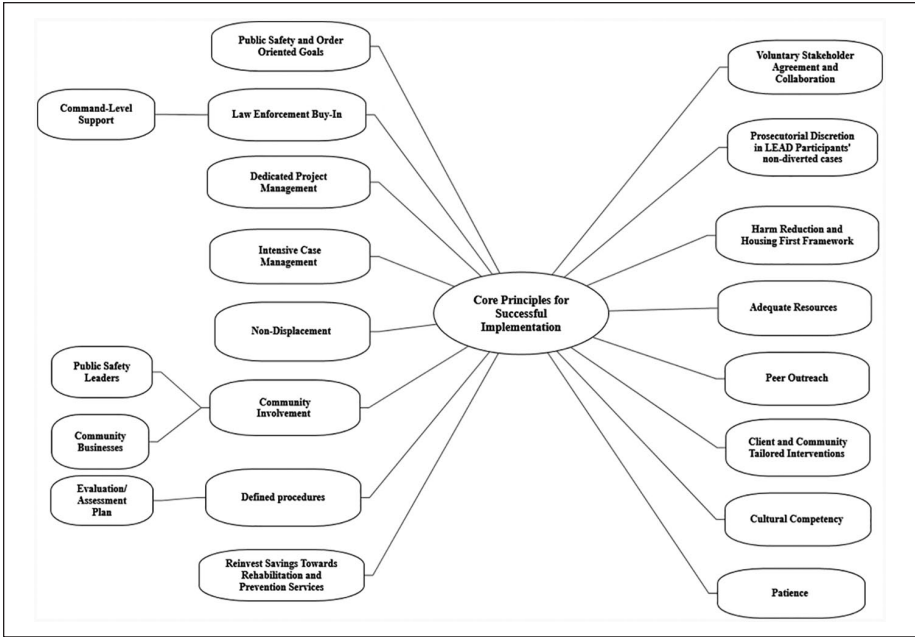 Public Safety and Order
Oriented Goals
Command-Level
Support
Law Enforcement Buy-In
Dedicated Project
Management
Intensive Case
Management
Non-Displacement
Public Safety
Leaders
Community
Involvement
Community
Businesses
Evaluation/
Assessment
Plan
Defined procedures
Reinvest Savings Towards
Rehabilitation and
Prevention Services
Core Principles for
Successful
Implementation
Voluntary Stakeholder
Agreement and
Collaboration
Prosecutorial Discretion
in LEAD Participants'
non-diverted cases
Harm Reduction and
Housing First Framework
Adequate Resources
Peer Outreach
Client and Community
Tailored Interventions
Cultural Competency
Patience